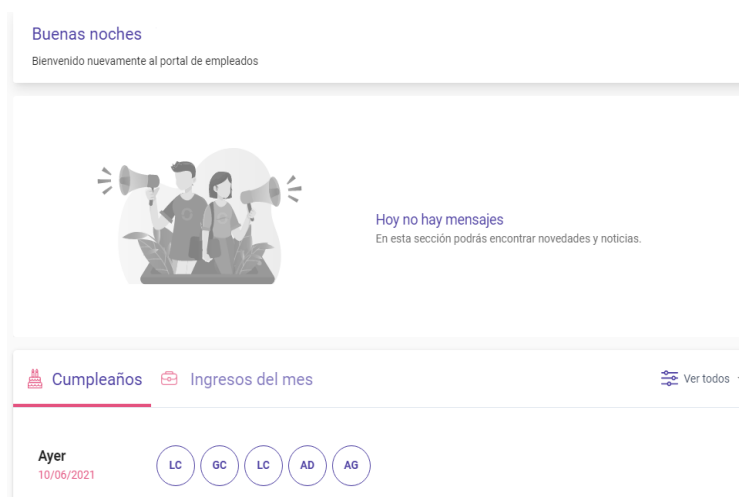 Buenas noches
Bienvenido nuevamente al portal de empleados
Hoy no hay mensajes
En esta sección podrás encontrar novedades y noticias.
Cumpleaños Ingresos del mes Ver todos
Ayer
10/06/2021
LC GC LC AD AG